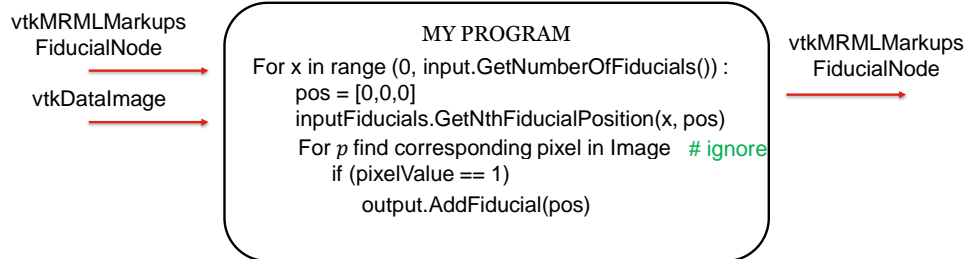 vtkMRMLMarkups
FiducialNode
vtkDataImage
MY PROGRAM
For x in range (0, input.GetNumberOfFiducials()) :
pos = [0,0,0]
inputFiducials.GetNthFiducialPosition(x, pos)
For p find corresponding pixel in Image # ignore
if (pixelValue == 1)
output.AddFiducial(pos)
vtkMRMLMarkups
FiducialNode